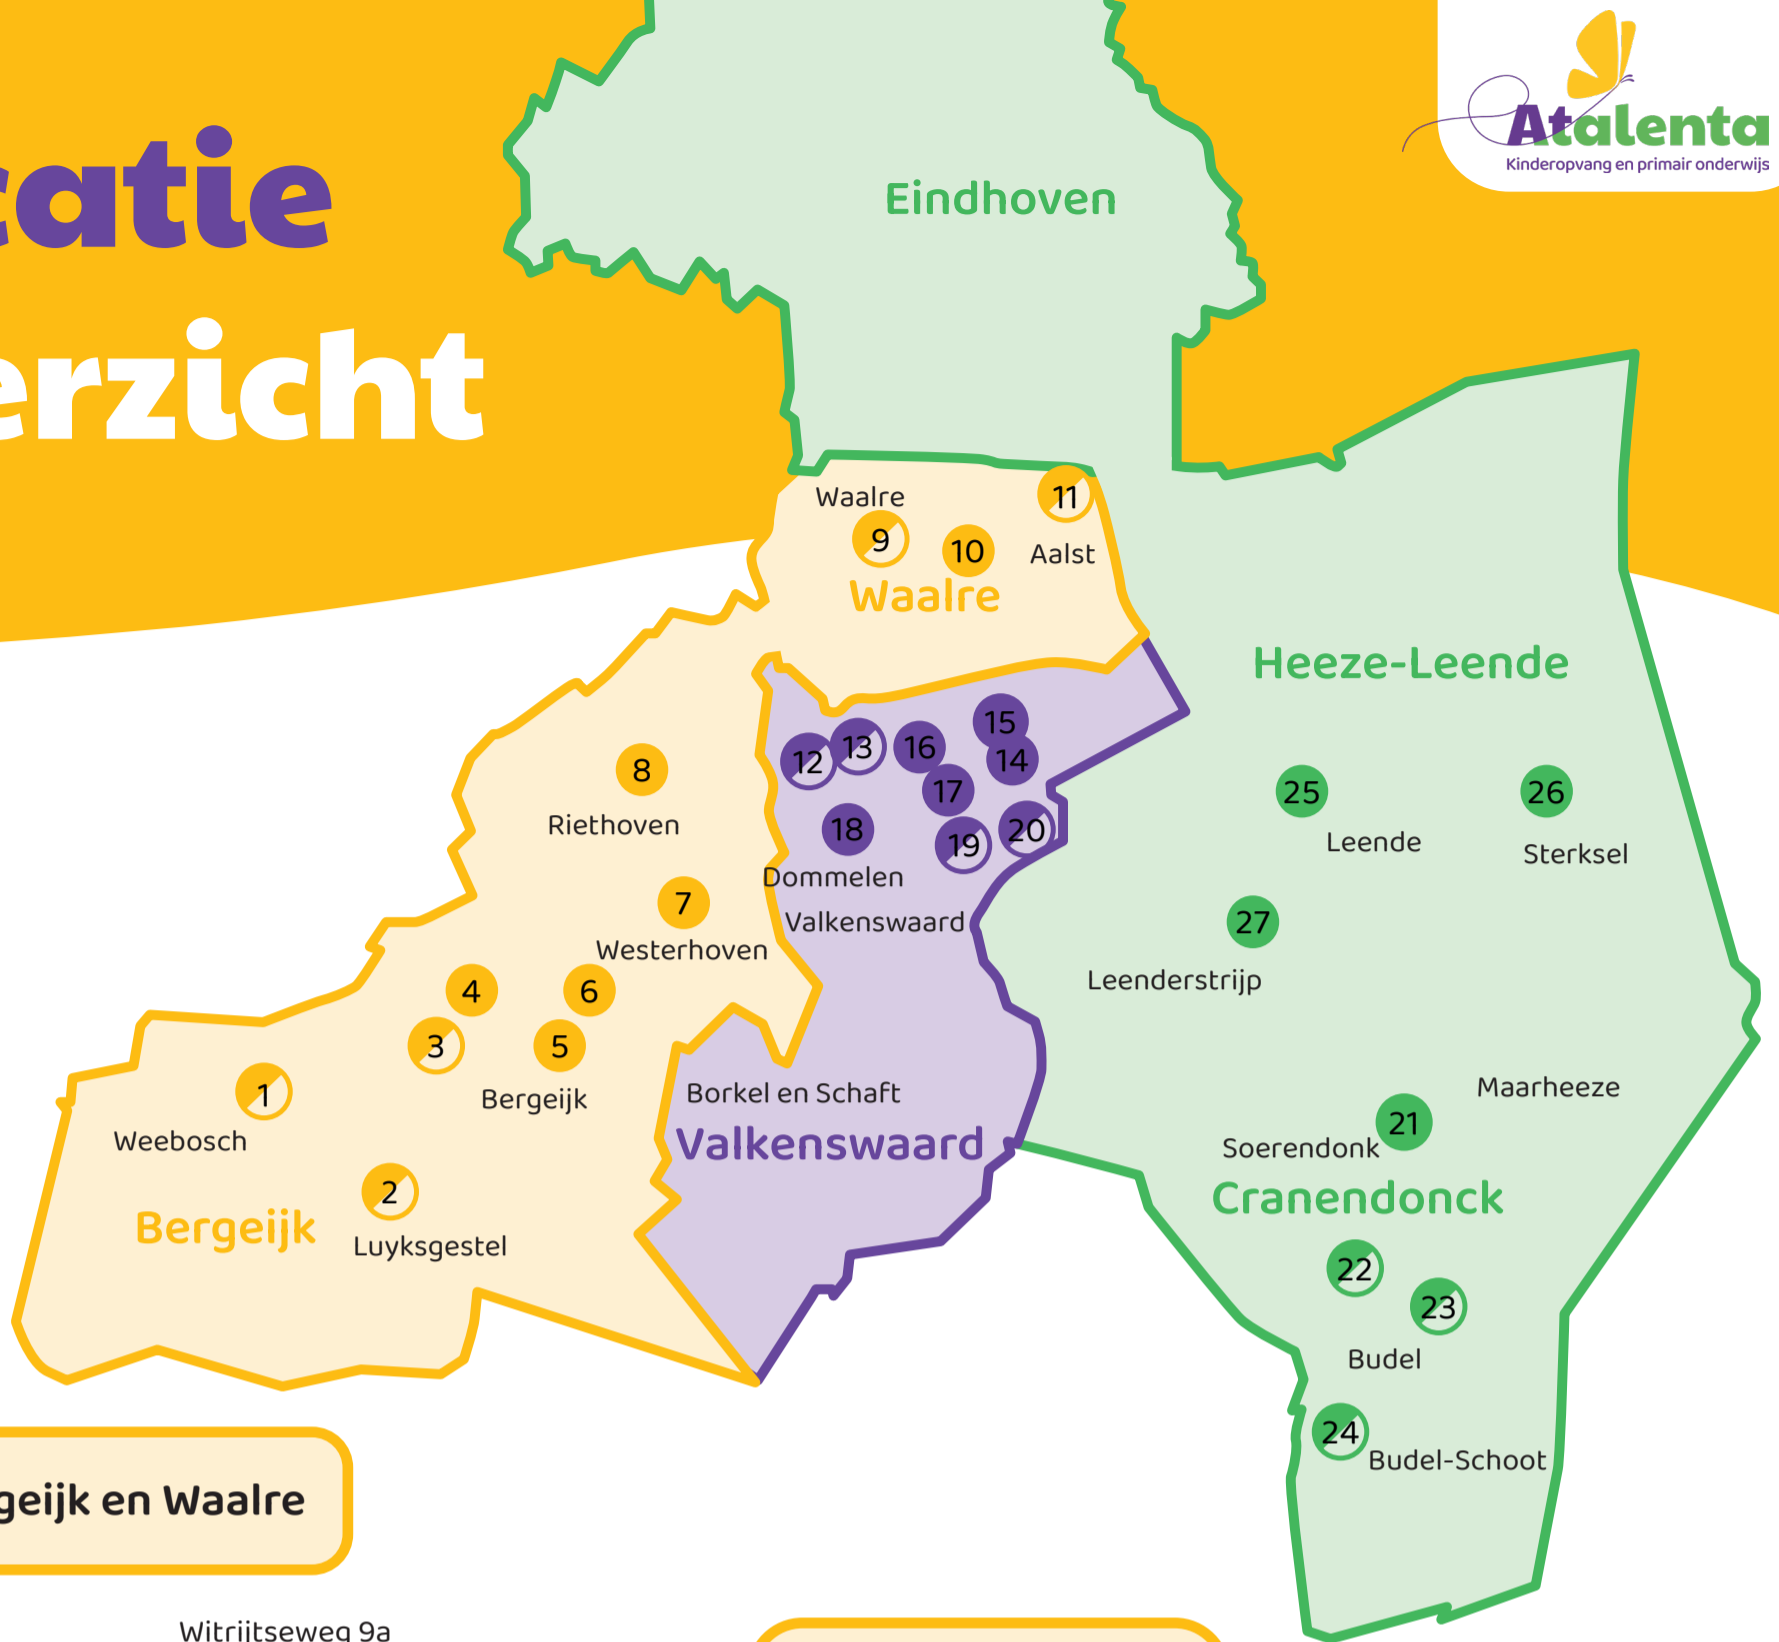 catie
erzicht
Atalenta
Kinderopvang en primair onderwijs
Eindhoven
Waalre
9
10
11
Aalst
Waalre
Heeze-Leende
8
Riethoven
12
13
16
15
14
17
18
19
20
Dommelen
Valkenswaard
25
Leende
26
Sterksel
7
Westerhoven
27
Leenderstrijp
4
6
3
5
Bergeijk
1
Weebosch
2
Luyksgestel
Bergeijk
Borkel en Schaft
Valkenswaard
Maarheeze
21
Soerendonk
Cranendonck
22
23
Budel
24
Budel-Schoot
geijk en Waalre
Witrijtseweg 9a